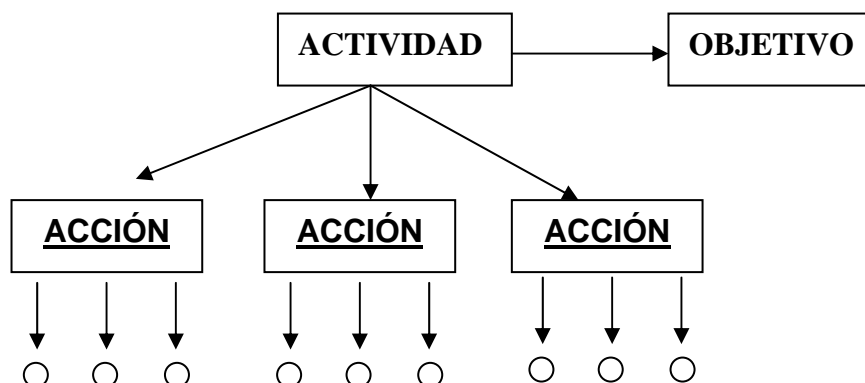 ACTIVIDAD
OBJETIVO
ACCIÓN
ACCIÓN
ACCIÓN